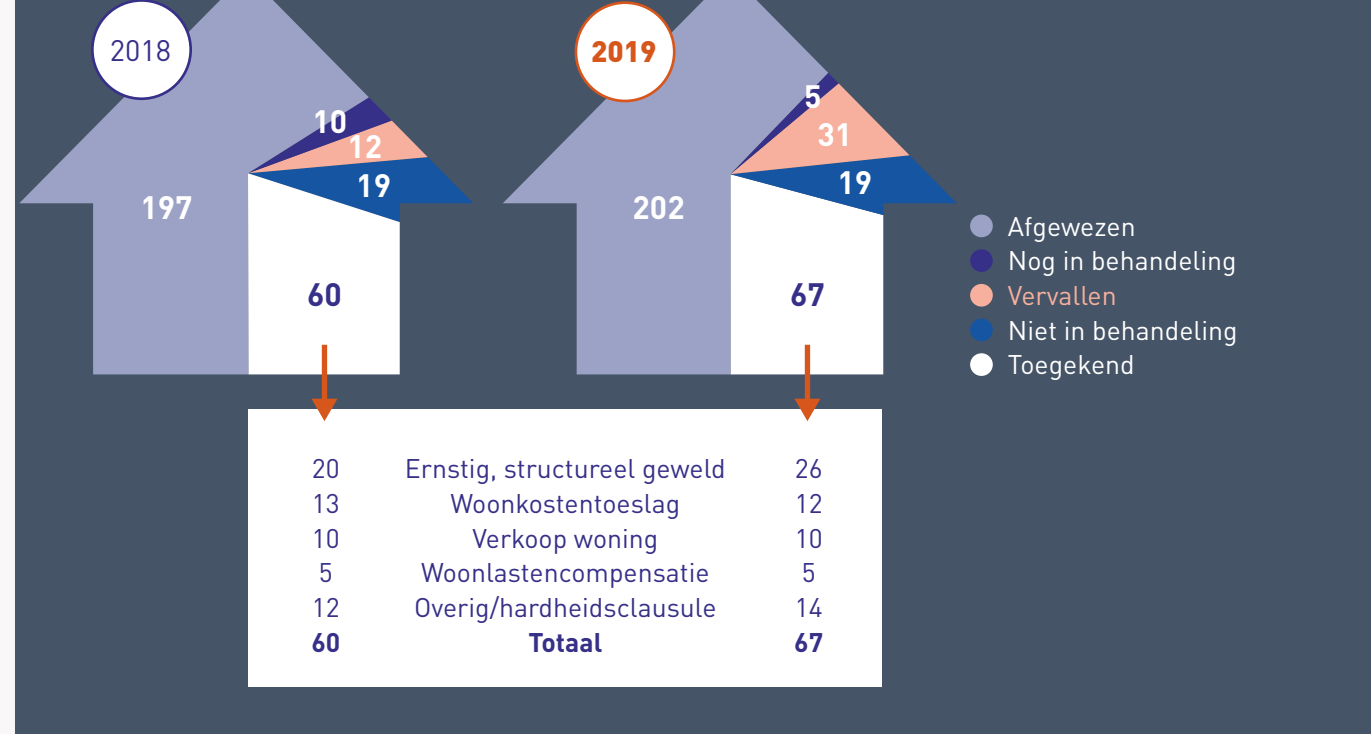 2018
10
12
19
197
60
2019
5
31
19
202
67
Afgewezen
Nog in behandeling
Vervallen
Niet in behandeling
Toegekend
20 Ernstig, structureel geweld 26
13 Woonkostentoeslag 12
10 Verkoop woning 10
5 Woonlastencompensatie 5
12 Overig/hardheidsclausule 14
60 Totaal 67